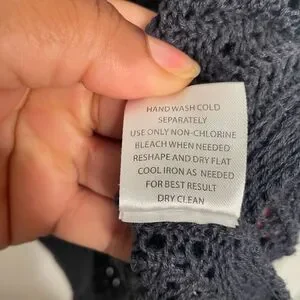 HAND WASH COLD
SEPARATELY
USE ONLY NON-CHLORINE
BLEACH WHEN NEEDED
RESHAPE AND DRY FLAT
COOL IRON AS NEEDED
FOR BEST RESULT
DRY CLEAN